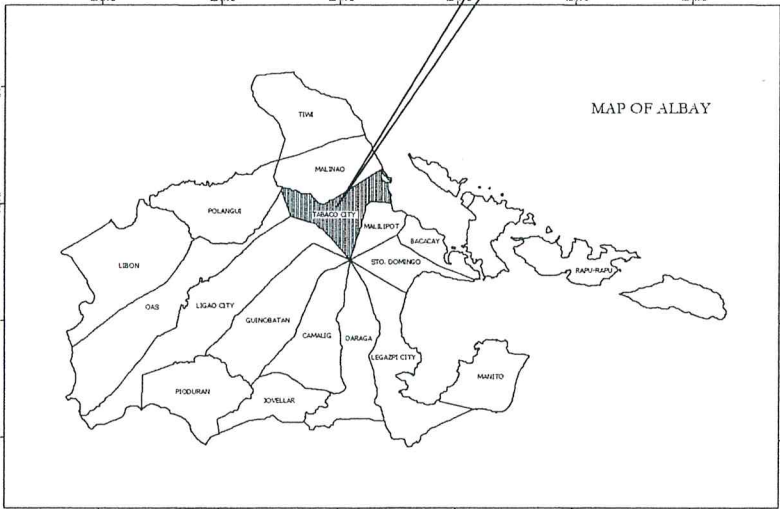 MAP OF ALBAY
TIWI
MALINAO
POLANGUI
TABACO CITY
MALILIPOT
BACACAY
LIBON
STO. DOMINGO
RAPU-RAPU
OAS
LIGAO CITY
GUINOBATAN
CAMALIG
DARAGA
LEGAZPI CITY
MANITO
PIODURAN
JOVELLAR